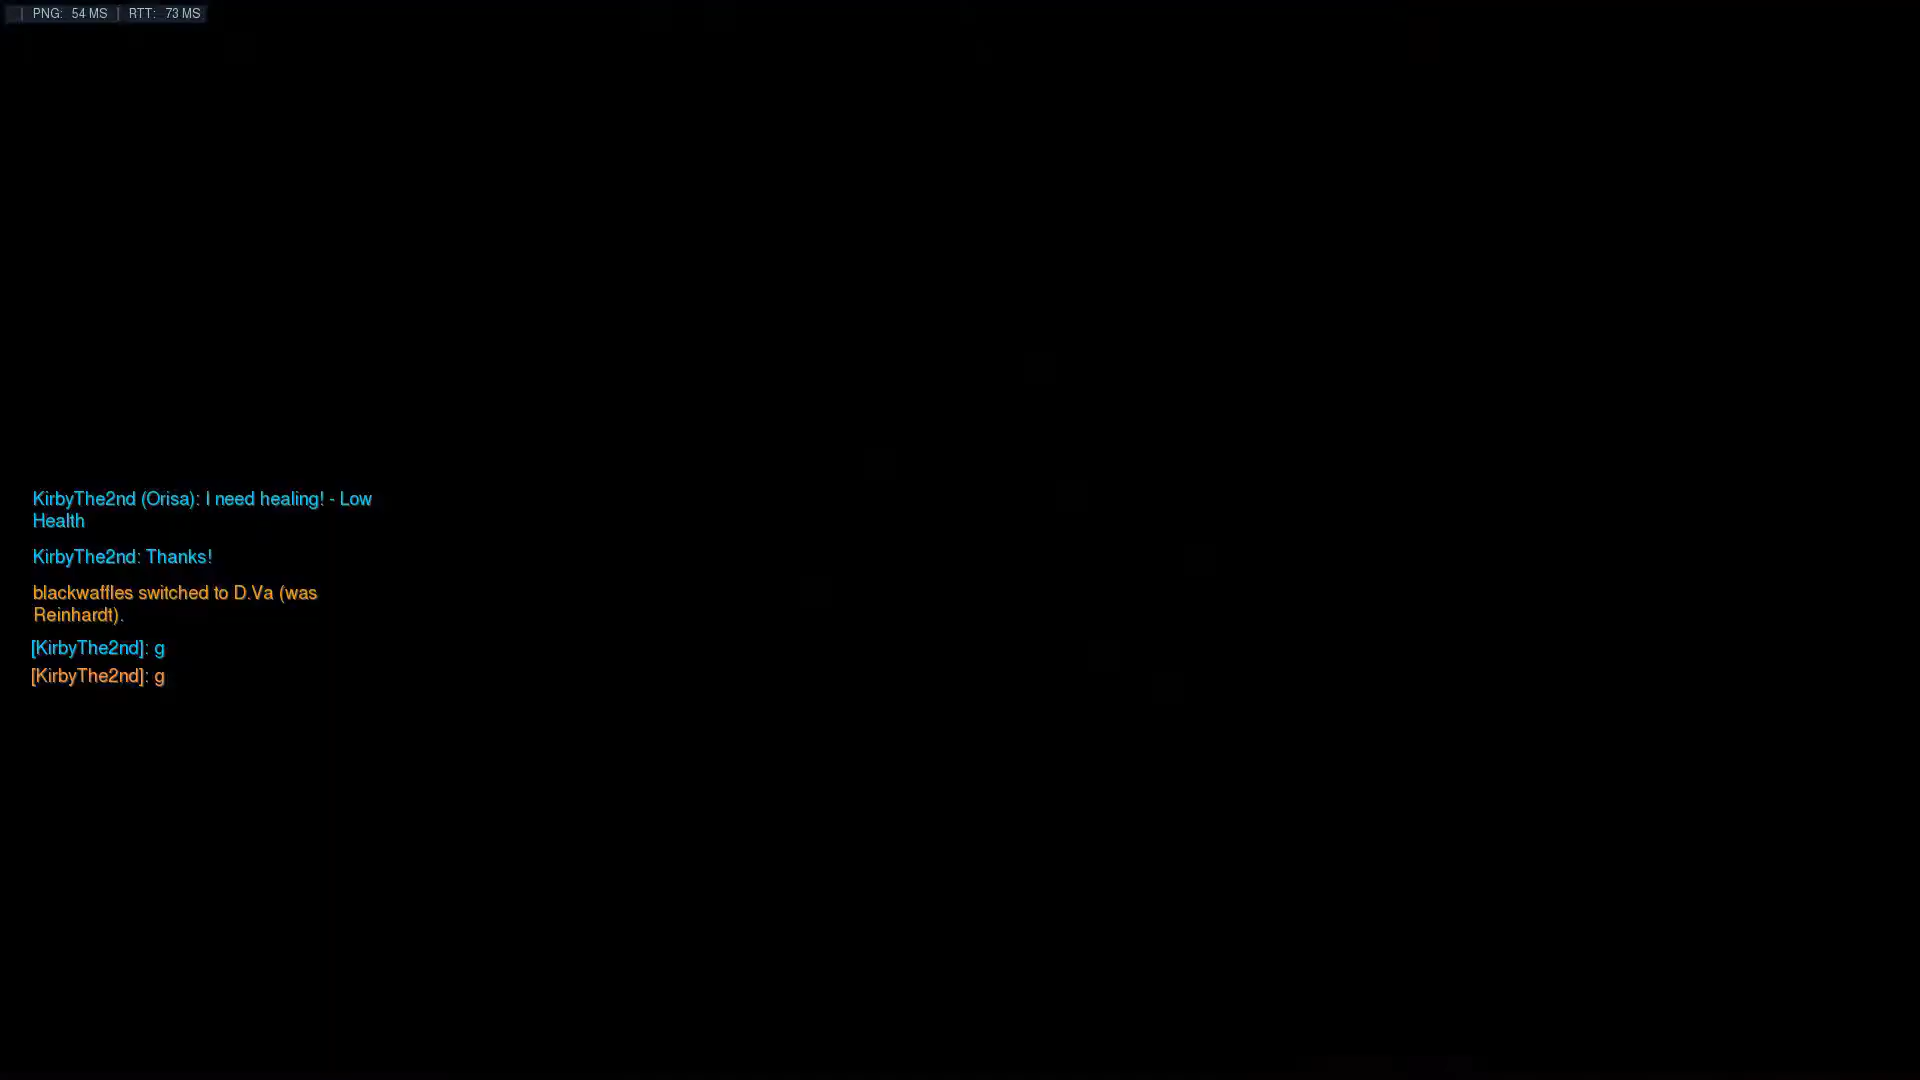 PNG: 54 MS | RTT: 73 MS
KirbyThe2nd (Orisa): I need healing! - Low
Health
KirbyThe2nd: Thanks!
blackwaffles switched to D.Va (was
Reinhardt).
[KirbyThe2nd]: g
[KirbyThe2nd]: g